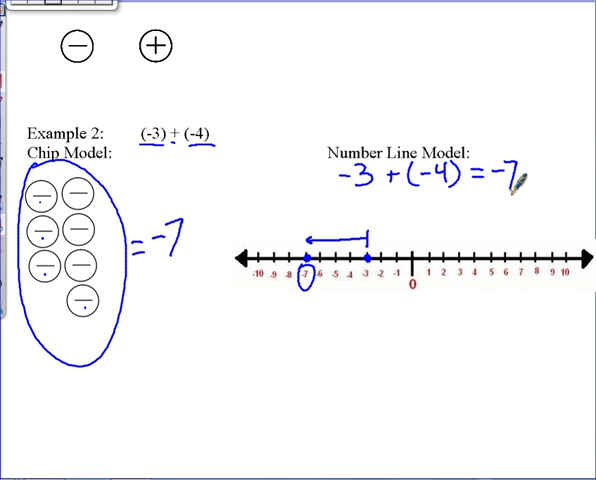 − +
Example 2: (-3) + (-4)
Chip Model:
− −
− −
− −
−
= -7
Number Line Model:
-3 + (-4) = -7
-10 -9 -8 -7 -6 -5 -4 -3 -2 -1 0 1 2 3 4 5 6 7 8 9 10